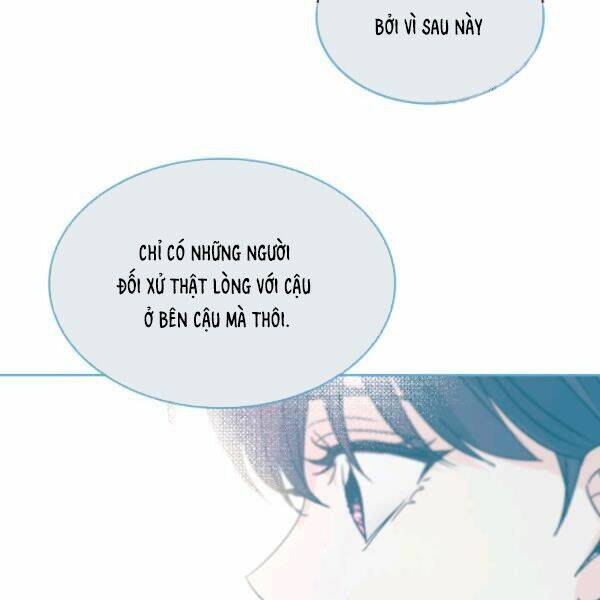 BỞI VÌ SAU NÀY
CHỈ CÓ NHỮNG NGƯỜI
ĐỐI XỬ THẬT LÒNG VỚI CẬU
Ở BÊN CẬU MÀ THÔI.